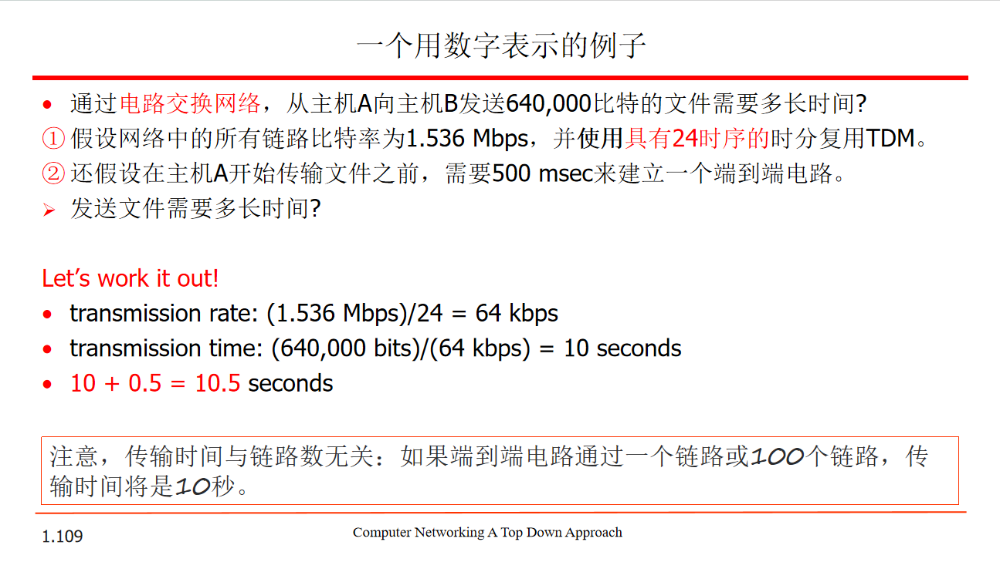 一个用数字表示的例子
• 通过电路交换网络，从主机A向主机B发送640,000比特的文件需要多长时间?
① 假设网络中的所有链路比特率为1.536 Mbps，并使用具有24时序的时分复用TDM。
② 还假设在主机A开始传输文件之前，需要500 msec来建立一个端到端电路。
➢ 发送文件需要多长时间?
Let’s work it out!
• transmission rate: (1.536 Mbps)/24 = 64 kbps
• transmission time: (640,000 bits)/(64 kbps) = 10 seconds
• 10 + 0.5 = 10.5 seconds
注意，传输时间与链路数无关：如果端到端电路通过一个链路或100个链路，传
输时间将是10秒。
1.109
Computer Networking A Top Down Approach